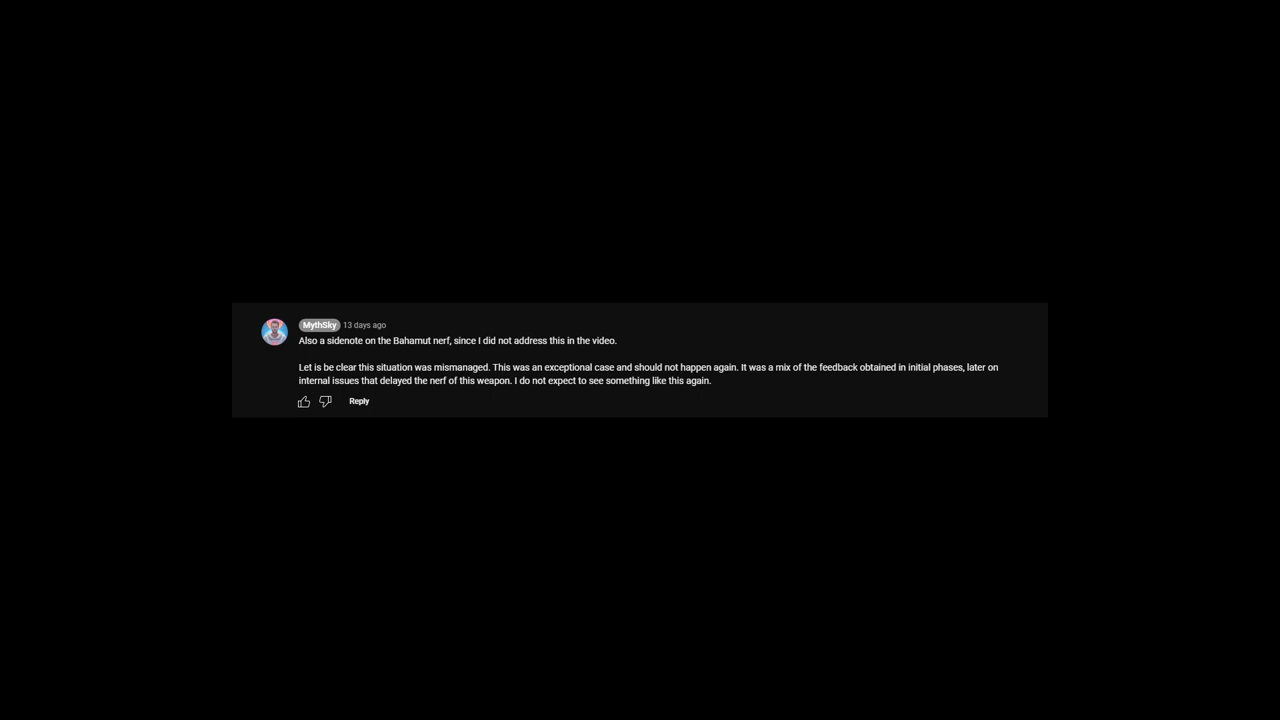 MythSky 13 days ago
Also a sidenote on the Bahamut nerf, since I did not address this in the video.
Let is be clear this situation was mismanaged. This was an exceptional case and should not happen again. It was a mix of the feedback obtained in initial phases, later on
internal issues that delayed the nerf of this weapon. I do not expect to see something like this again.
Reply